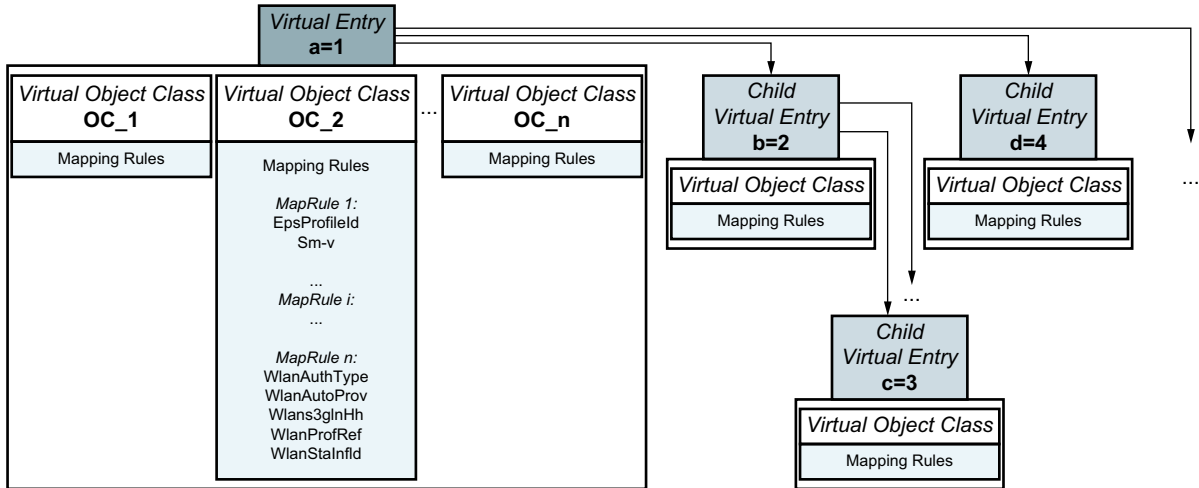 Virtual Entry
a=1
Virtual Object Class
OC_1
Mapping Rules
Virtual Object Class
OC_2
Mapping Rules
MapRule 1:
EpsProfileId
Sm-v
...
MapRule i:
...
MapRule n:
WlanAuthType
WlanAutoProv
Wlans3glnHh
WlanProfRef
WlanStaInfld
...
Virtual Object Class
OC_n
Mapping Rules
Child
Virtual Entry
b=2
Virtual Object Class
Mapping Rules
Child
Virtual Entry
d=4
Virtual Object Class
Mapping Rules
...
...
Child
Virtual Entry
c=3
Virtual Object Class
Mapping Rules